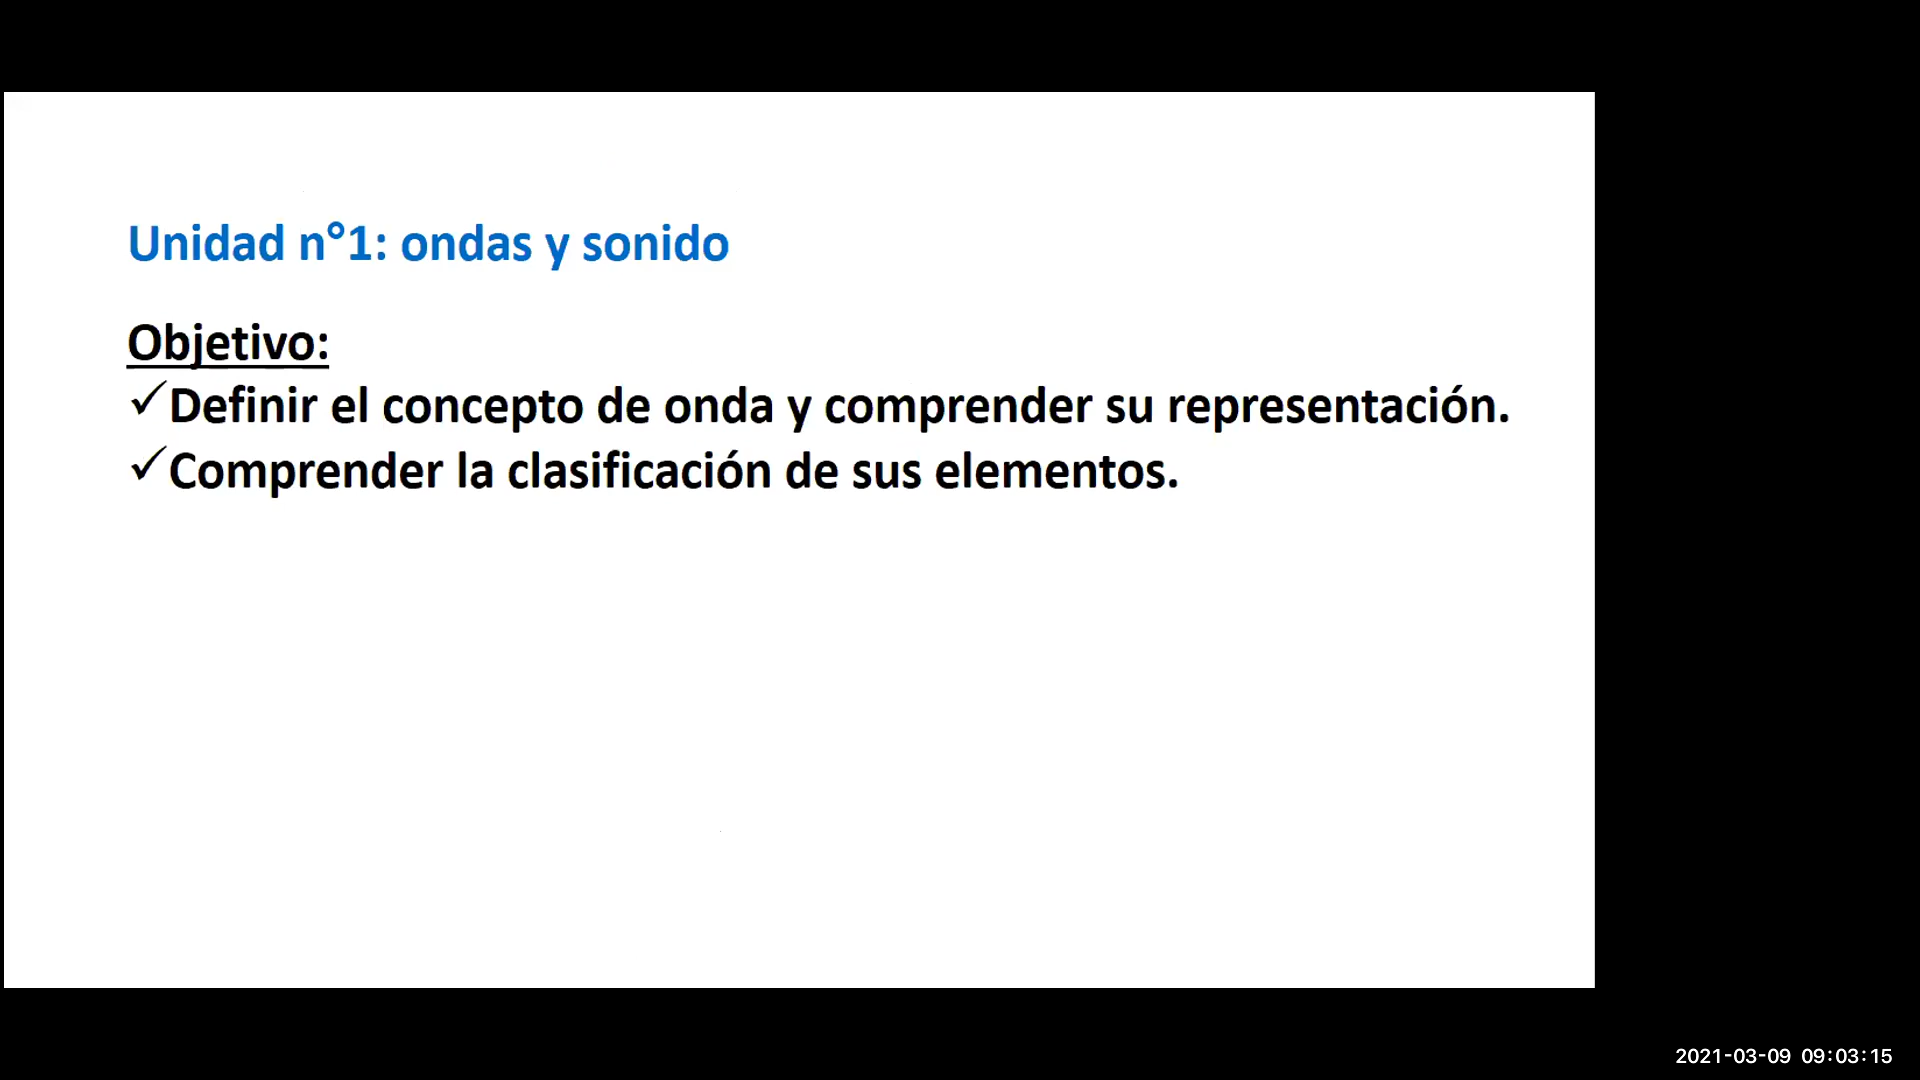 Unidad n°1: ondas y sonido
Objetivo:
✓Definir el concepto de onda y comprender su representación.
✓Comprender la clasificación de sus elementos.
2021-03-09 09:03:15